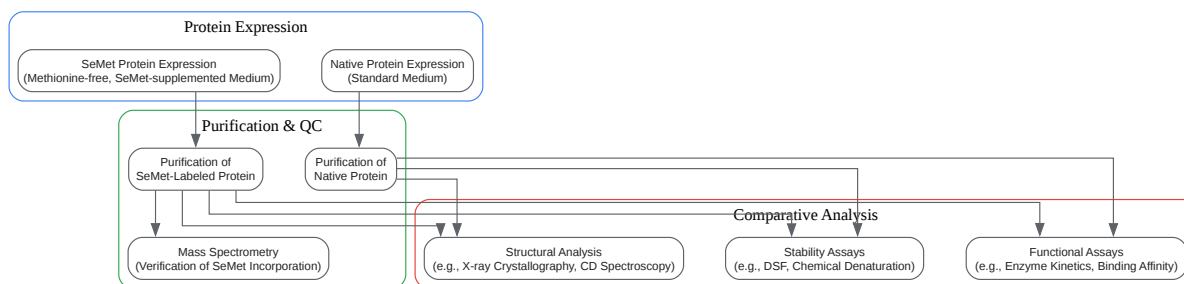 Protein Expression
SeMet Protein Expression
(Methionine-free, SeMet-supplemented Medium)
Native Protein Expression
(Standard Medium)
Purification & QC
Purification of
SeMet-Labeled Protein
Purification of
Native Protein
Comparative Analysis
Mass Spectrometry
(Verification of SeMet Incorporation)
Structural Analysis
(e.g., X-ray Crystallography, CD Spectroscopy)
Stability Assays
(e.g., DSF, Chemical Denaturation)
Functional Assays
(e.g., Enzyme Kinetics, Binding Affinity)